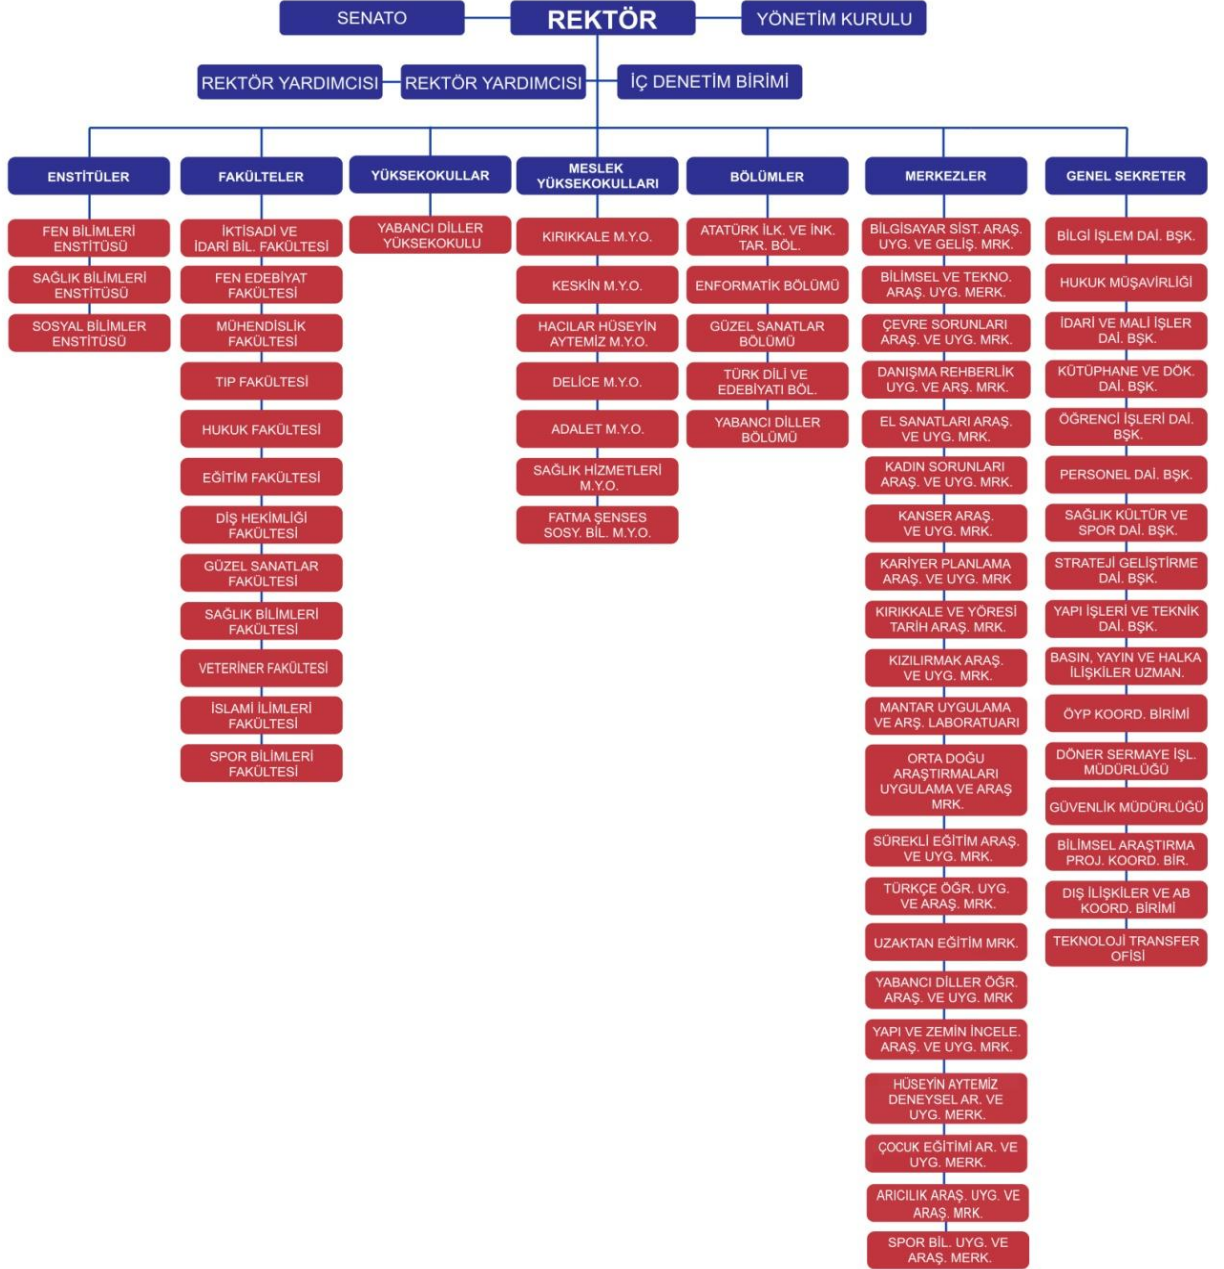 SENATO
REKTÖR
YÖNETİM KURULU
REKTÖR YARDIMCISI
REKTÖR YARDIMCISI
İÇ DENETİM BİRİMİ
ENSTİTÜLER
FEN BİLİMLERİ
ENSTİTÜSÜ
SAĞLIK BİLİMLERİ
ENSTİTÜSÜ
SOSYAL BİLİMLER
ENSTİTÜSÜ
FAKÜLTELER
İKTİSADİ VE
İDARİ BİL. FAKÜLTESİ
FEN EDEBİYAT
FAKÜLTESİ
MÜHENDİSLİK
FAKÜLTESİ
TIP FAKÜLTESİ
HUKUK FAKÜLTESİ
EĞİTİM FAKÜLTESİ
DİŞ HEKİMLİĞİ
FAKÜLTESİ
GÜZEL SANATLAR
FAKÜLTESİ
SAĞLIK BİLİMLERİ
FAKÜLTESİ
VETERİNER FAKÜLTESİ
İSLAMİ İLİMLERİ
FAKÜLTESİ
SPOR BİLİMLERİ
FAKÜLTESİ
YÜKSEKOKULLAR
YABANCI DİLLER
YÜKSEKOKULU
MESLEK
YÜKSEKOKULLARI
KIRIKKALE M.Y.O.
KESKİN M.Y.O.
HACILAR HÜSEYİN
AYTEMİZ M.Y.O.
DELİCE M.Y.O.
ADALET M.Y.O.
SAĞLIK HİZMETLERİ
M.Y.O.
FATMA ŞENSES
SOSY. BİL. M.Y.O.
BÖLÜMLER
ATATÜRK İLK. VE İNK.
TAR. BÖL.
ENFORMATİK BÖLÜMÜ
GÜZEL SANATLAR
BÖLÜMÜ
TÜRK DİLİ VE
EDEBİYATI BÖL.
YABANCI DİLLER
BÖLÜMÜ
MERKEZLER
BİLGİSAYAR SİST. ARAŞ.
UYG. VE GELİŞ. MRK.
BİLİMSEL VE TEKNO.
ARAŞ. UYG. MERK.
ÇEVRE SORUNLARI
ARAŞ. VE UYG. MRK.
DANIŞMA REHBERLİK
UYG. VE ARŞ. MRK.
EL SANATLARI ARAŞ.
VE UYG. MRK.
KADIN SORUNLARI
ARAŞ. VE UYG. MRK.
KANSER ARAŞ.
VE UYG. MRK.
KARİYER PLANLAMA
ARAŞ. VE UYG. MRK
KIRIKKALE VE YÖRESİ
TARİH ARAŞ. MRK.
KIZILIRMAK ARAŞ.
VE UYG. MRK.
MANTAR UYGULAMA
VE ARŞ. LABORATUARI
ORTA DOĞU
ARAŞTIRMALARI
UYGULAMA VE ARAŞ
MRK.
SÜREKLİ EĞİTİM ARAŞ.
VE UYG. MRK.
TÜRKÇE ÖĞR. UYG.
VE ARAŞ. MRK.
UZAKTAN EĞİTİM MRK.
YABANCI DİLLER ÖĞR.
ARAŞ. VE UYG. MRK
YAPI VE ZEMİN İNCELE.
ARAŞ. VE UYG. MRK.
HÜSEYİN AYTEMİZ
DENEYSEL AR. VE
UYG. MERK.
ÇOCUK EĞİTİMİ AR. VE
UYG. MERK.
ARICILIK ARAŞ. UYG. VE
ARAŞ. MRK.
SPOR BİL. UYG. VE
ARAŞ. MERK.
GENEL SEKRETER
BİLGİ İŞLEM DAİ. BŞK.
HUKUK MÜŞAVİRLİĞİ
İDARİ VE MALİ İŞLER
DAİ. BŞK.
KÜTÜPHANE VE DÖK.
DAİ. BŞK.
ÖĞRENCİ İŞLERİ DAİ.
BŞK.
PERSONEL DAİ. BŞK.
SAĞLIK KÜLTÜR VE
SPOR DAİ. BŞK.
STRATEJİ GELİŞTİRME
DAİ. BŞK.
YAPI İŞLERİ VE TEKNİK
DAİ. BŞK.
BASIN, YAYIN VE HALKA
İLİŞKİLER UZMAN.
ÖYP KOORD. BİRİMİ
DÖNER SERMAYE İŞL.
MÜDÜRLÜĞÜ
GÜVENLİK MÜDÜRLÜĞÜ
BİLİMSEL ARAŞTIRMA
PROJ. KOORD. BİR.
DIŞ İLİŞKİLER VE AB
KOORD. BİRİMİ
TEKNOLOJİ TRANSFER
OFİSİ